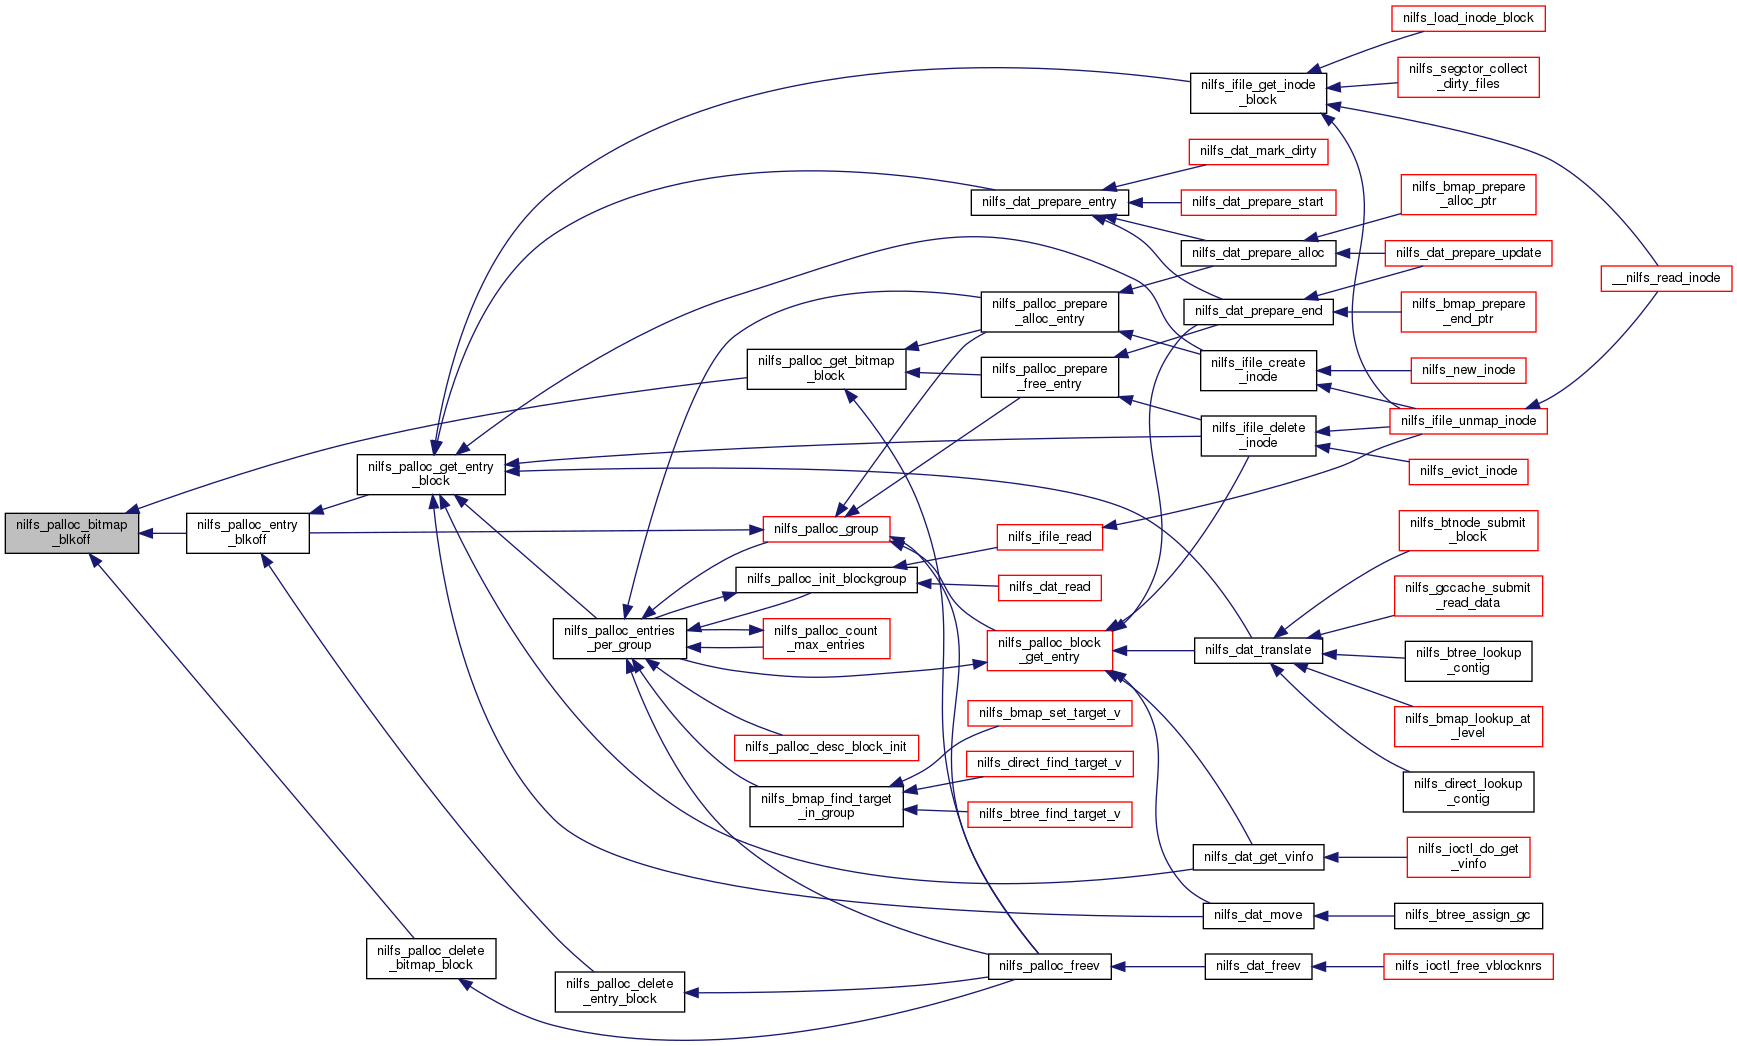 nilfs_load_inode_block
nilfs_segctor_collect
_dirty_files
nilfs_ifile_get_inode
_block
nilfs_dat_mark_dirty
nilfs_dat_prepare_entry
nilfs_dat_prepare_start
nilfs_bmap_prepare
_alloc_ptr
nilfs_dat_prepare_alloc
nilfs_dat_prepare_update
__nilfs_read_inode
nilfs_palloc_prepare
_alloc_entry
nilfs_dat_prepare_end
nilfs_bmap_prepare
_end_ptr
nilfs_palloc_get_bitmap
_block
nilfs_palloc_prepare
_free_entry
nilfs_ifile_create
_inode
nilfs_new_inode
nilfs_ifile_unmap_inode
nilfs_ifile_delete
_inode
nilfs_evict_inode
nilfs_palloc_get_entry
_block
nilfs_palloc_bitmap
_blkoff
nilfs_palloc_entry
_blkoff
nilfs_palloc_group
nilfs_ifile_read
nilfs_btnode_submit
_block
nilfs_palloc_init_blockgroup
nilfs_dat_read
nilfs_gccache_submit
_read_data
nilfs_palloc_entries
_per_group
nilfs_palloc_count
_max_entries
nilfs_palloc_block
_get_entry
nilfs_dat_translate
nilfs_btree_lookup
_contig
nilfs_bmap_set_target_v
nilfs_bmap_lookup_at
_level
nilfs_palloc_desc_block_init
nilfs_direct_find_target_v
nilfs_direct_lookup
_contig
nilfs_bmap_find_target
_in_group
nilfs_btree_find_target_v
nilfs_dat_get_vinfo
nilfs_ioctl_do_get
_vinfo
nilfs_dat_move
nilfs_btree_assign_gc
nilfs_palloc_delete
_bitmap_block
nilfs_palloc_freev
nilfs_dat_freev
nilfs_ioctl_free_vblocknrs
nilfs_palloc_delete
_entry_block